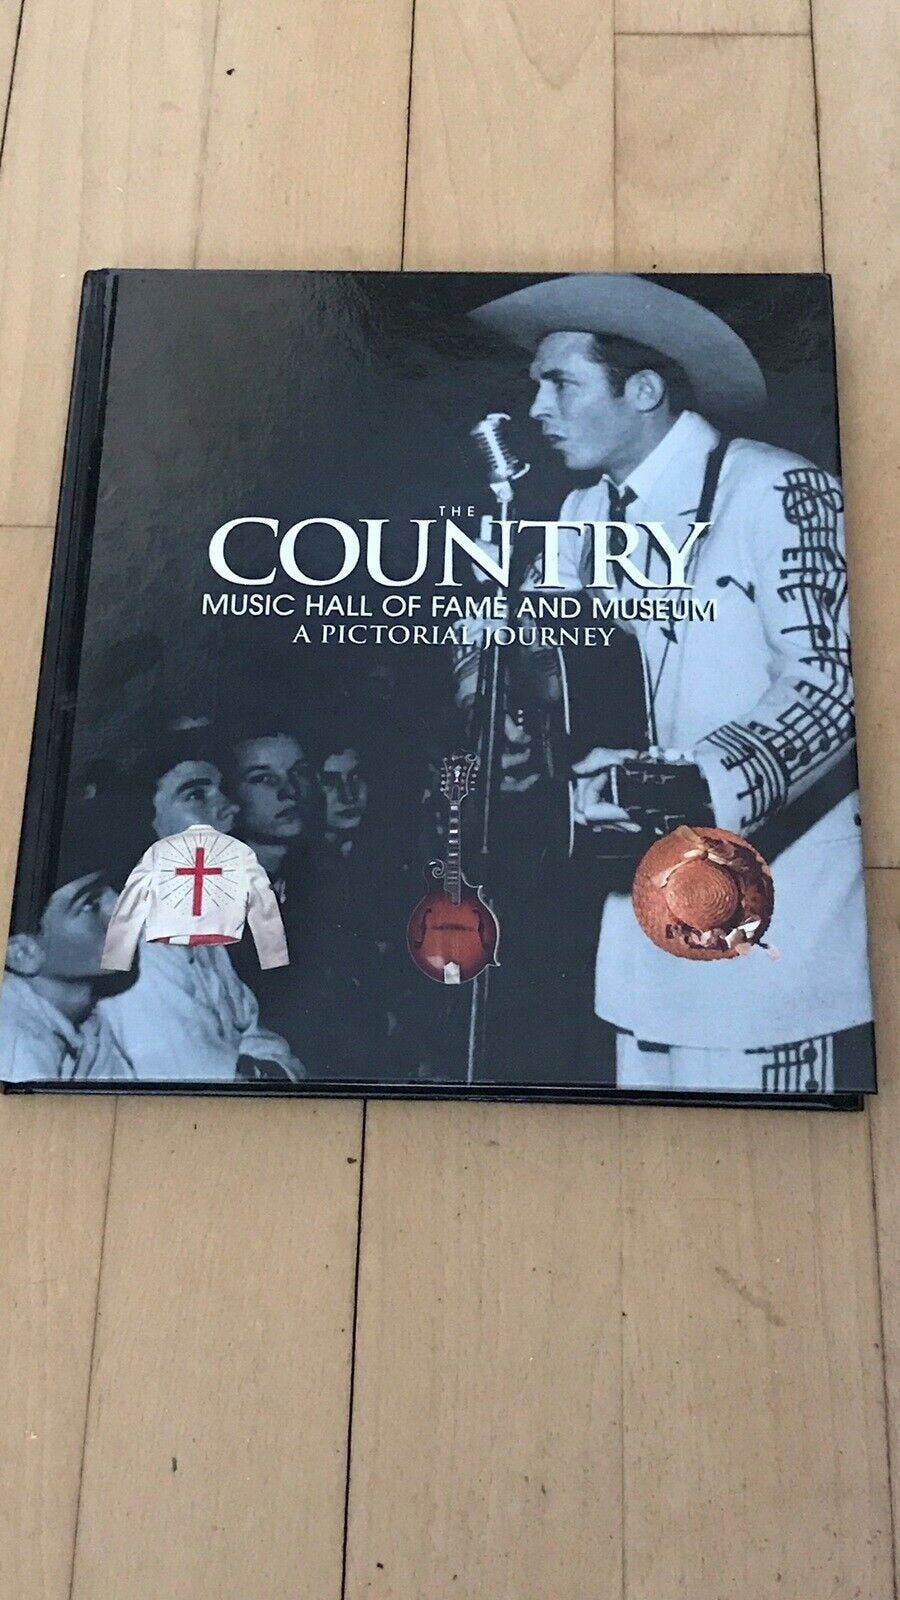 THE
COUNTRY
MUSIC HALL OF FAME AND MUSEUM
A PICTORIAL JOURNEY